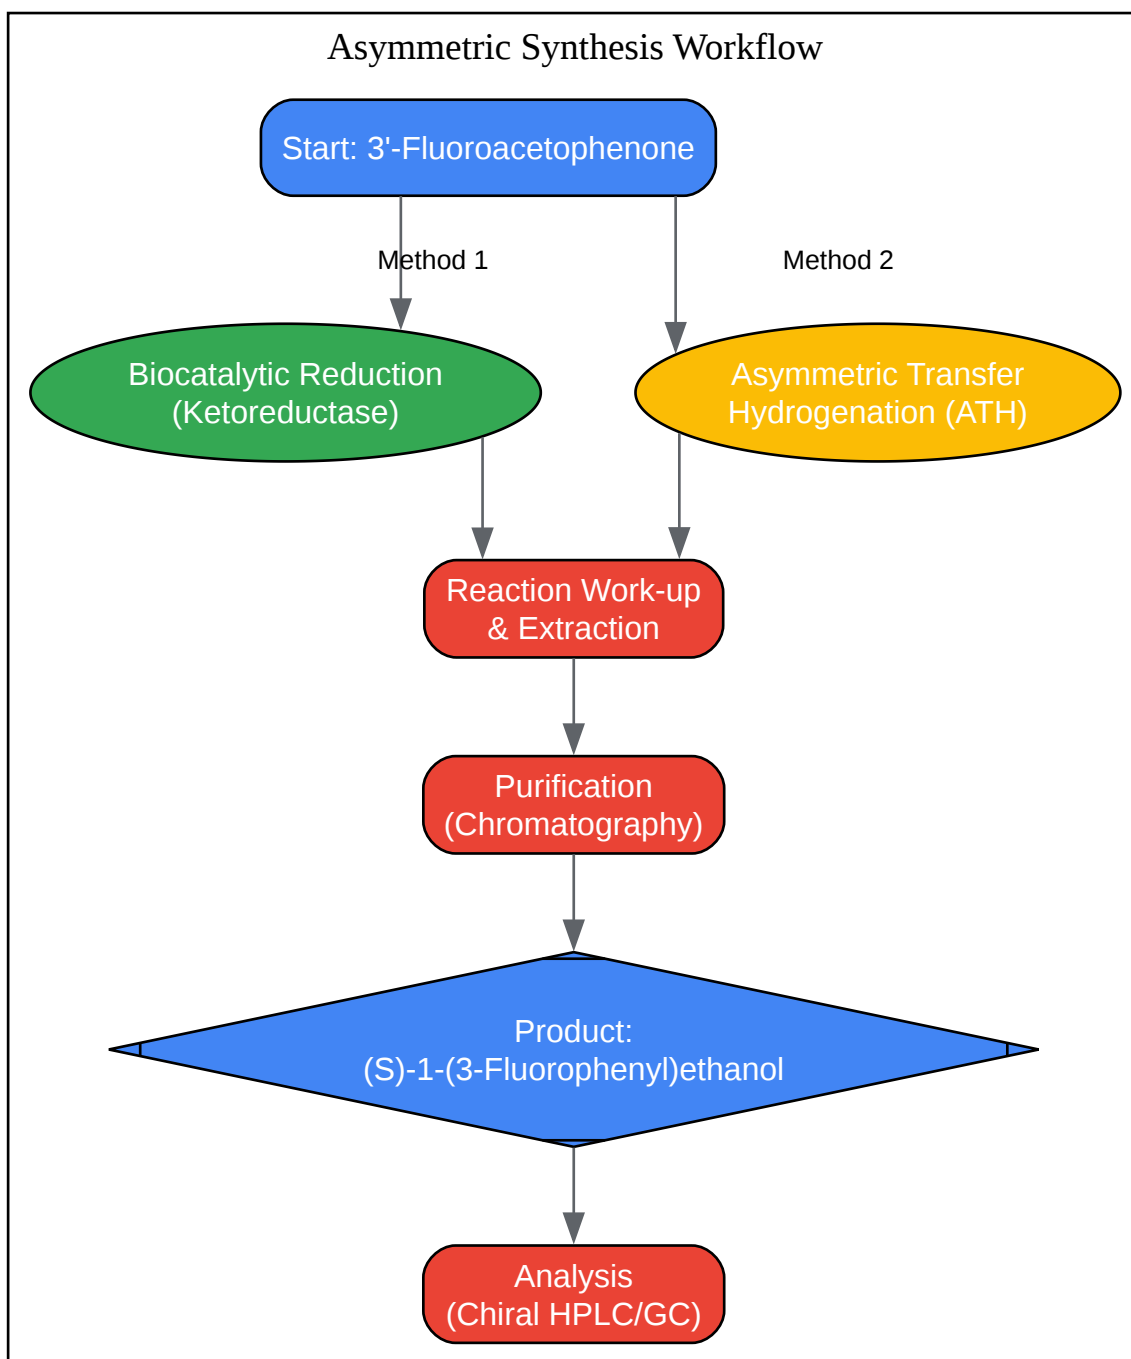 Asymmetric Synthesis Workflow
Start: 3'-Fluoroacetophenone
Method 1
Method 2
Biocatalytic Reduction
(Ketoreductase)
Asymmetric Transfer
Hydrogenation (ATH)
Reaction Work-up
& Extraction
Purification
(Chromatography)
Product:
(S)-1-(3-Fluorophenyl)ethanol
Analysis
(Chiral HPLC/GC)